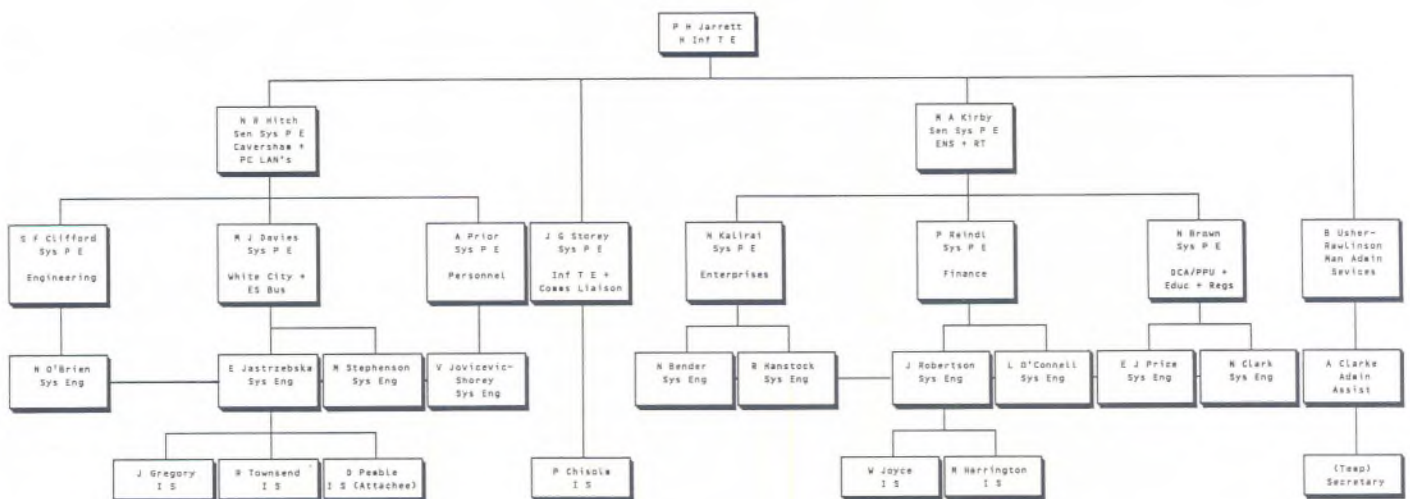 P H Jarrett
H Inf T E
N R Hitch
Sen Sys P E
Caversham +
PC LAN's
M A Kirby
Sen Sys P E
ENS + RT
S F Clifford
Sys P E
Engineering
M J Davies
Sys P E
White City +
ES Bus
A Prior
Sys P E
Personnel
J G Storey
Sys P E
Inf T E +
Comms Liaison
N Kalirai
Sys P E
Enterprises
P Reindl
Sys P E
Finance
N Brown
Sys P E
DCA/PPU +
Educ + Regs
B Usher-
Rawlinson
Man Admin
Sevices
N O'Brien
Sys Eng
E Jastrzebska
Sys Eng
M Stephenson
Sys Eng
V Jovicevic-
Shorey
Sys Eng
N Bender
Sys Eng
R Hanstock
Sys Eng
J Robertson
Sys Eng
L O'Connell
Sys Eng
E J Price
Sys Eng
N Clark
Sys Eng
A Clarke
Admin
Assist
J Gregory
I S
R Townsend
I S
D Pemble
I S (Attachee)
P Chisolm
I S
W Joyce
I S
M Harrington
I S
(Temp)
Secretary